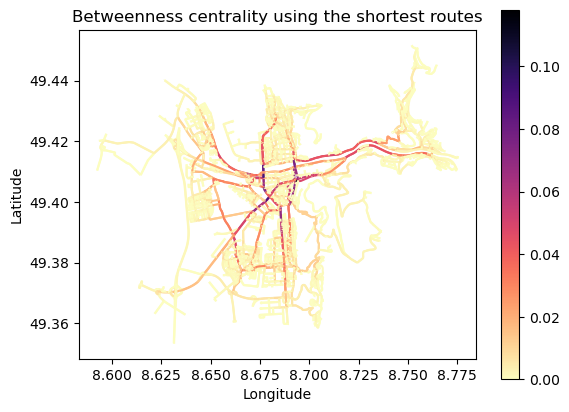 Betweenness centrality using the shortest routes
49.44
49.42
49.40
49.38
49.36
Latitude
8.600 8.625 8.650 8.675 8.700 8.725 8.750 8.775
Longitude
0.10
0.08
0.06
0.04
0.02
0.00